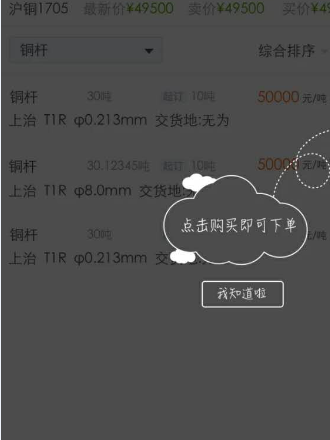 沪铜1705 最新价¥49500 卖价¥49500 买价¥49
铜杆 综合排序
铜杆 30吨 起订 10吨 50000 元/吨
上治 T1R φ0.213mm 交货地:无为
铜杆 30.12345吨 起订 10吨 50000 元/吨
上治 T1R φ8.0mm 交货地:
点击购买即可下单
铜杆 30吨 元/吨
上治 T1R φ0.213mm 交货地:
我知道啦